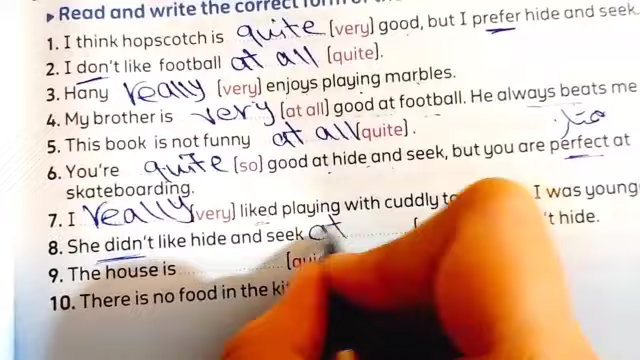 ▸ Read and write the correct form of the
1. I think hopscotch is quite [very] good, but I prefer hide and seek.
2. I don't like football at all [quite].
3. Hany really [very] enjoys playing marbles.
4. My brother is very [at all] good at football. He always beats me
5. This book is not funny at all [quite].
6. You're quite [so] good at hide and seek, but you are perfect at
skateboarding.
7. I really [very] liked playing with cuddly to I was young
8. She didn't like hide and seek at 't hide.
9. The house is [qui
10. There is no food in the ki